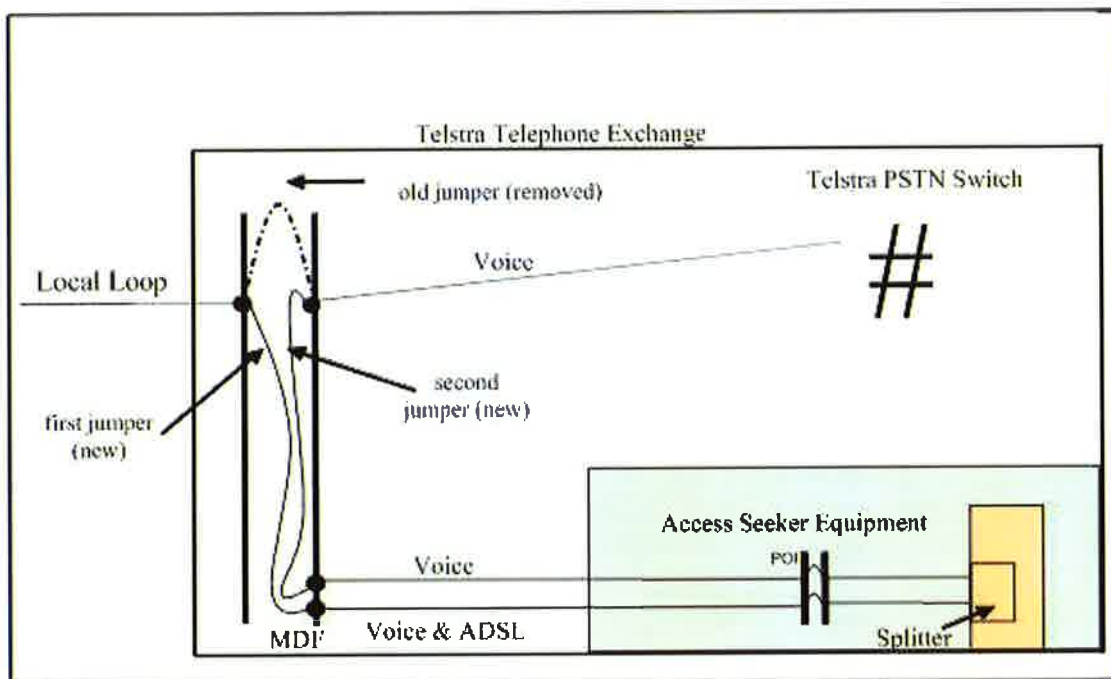 Telstra Telephone Exchange
old jumper (removed)
Telstra PSTN Switch
Voice
Local Loop
second
jumper (new)
first jumper
(new)
Access Seeker Equipment
POI
Voice
Splitter
MDF
Voice & ADSL